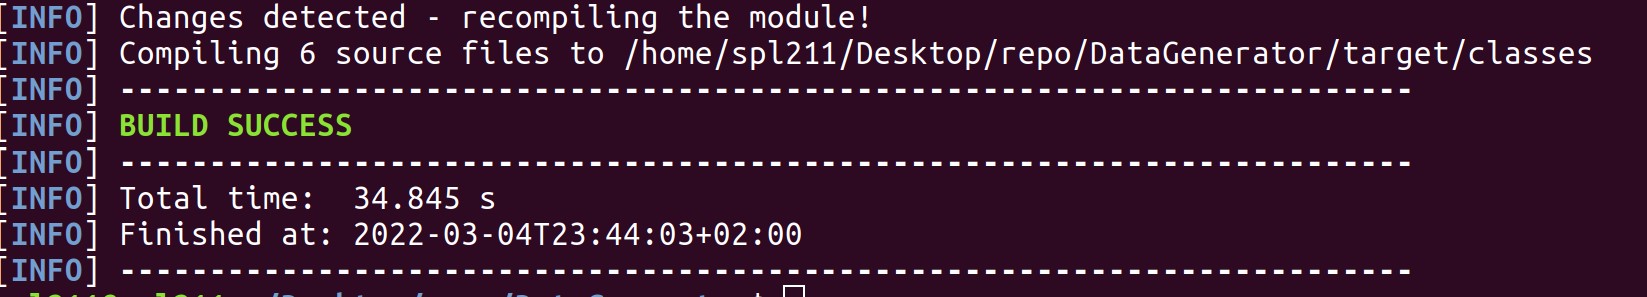 [INFO] Changes detected - recompiling the module!
[INFO] Compiling 6 source files to /home/spl211/Desktop/repo/DataGenerator/target/classes
[INFO] ------------------------------------------------------------------------
[INFO] BUILD SUCCESS
[INFO] ------------------------------------------------------------------------
[INFO] Total time:  34.845 s
[INFO] Finished at: 2022-03-04T23:44:03+02:00
[INFO] ------------------------------------------------------------------------